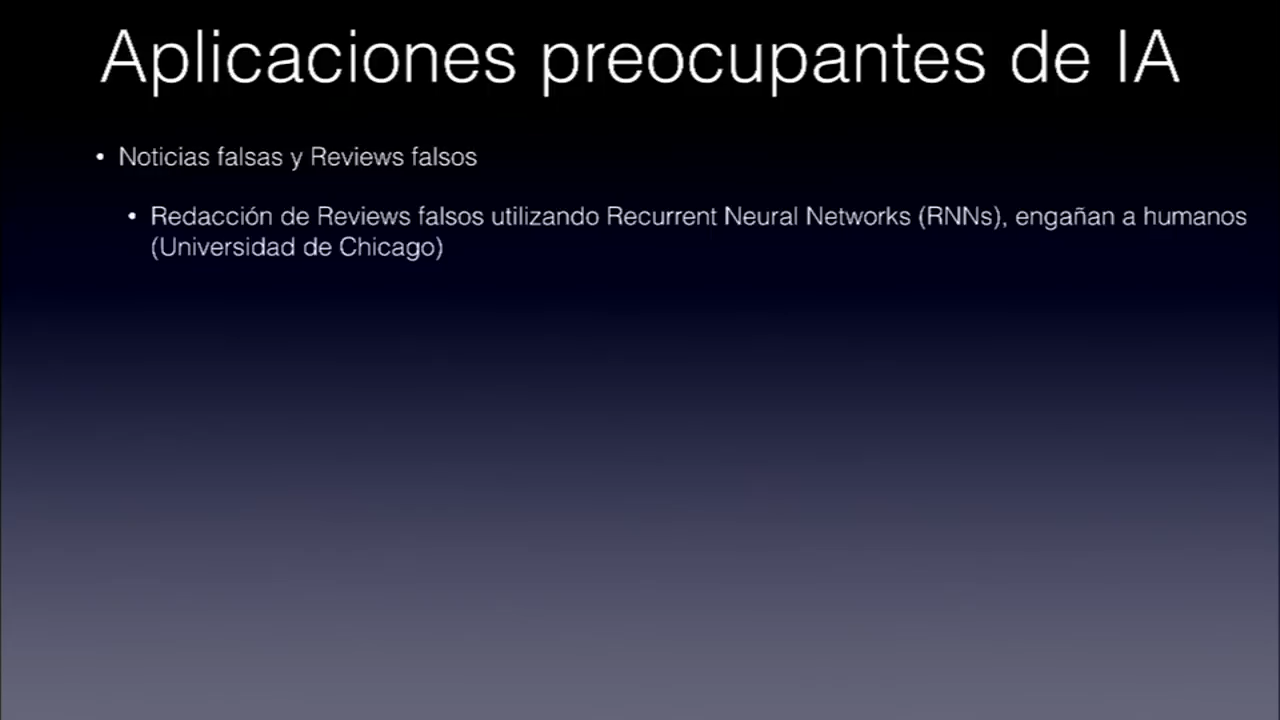 Aplicaciones preocupantes de IA
• Noticias falsas y Reviews falsos
• Redacción de Reviews falsos utilizando Recurrent Neural Networks (RNNs), engañan a humanos
(Universidad de Chicago)